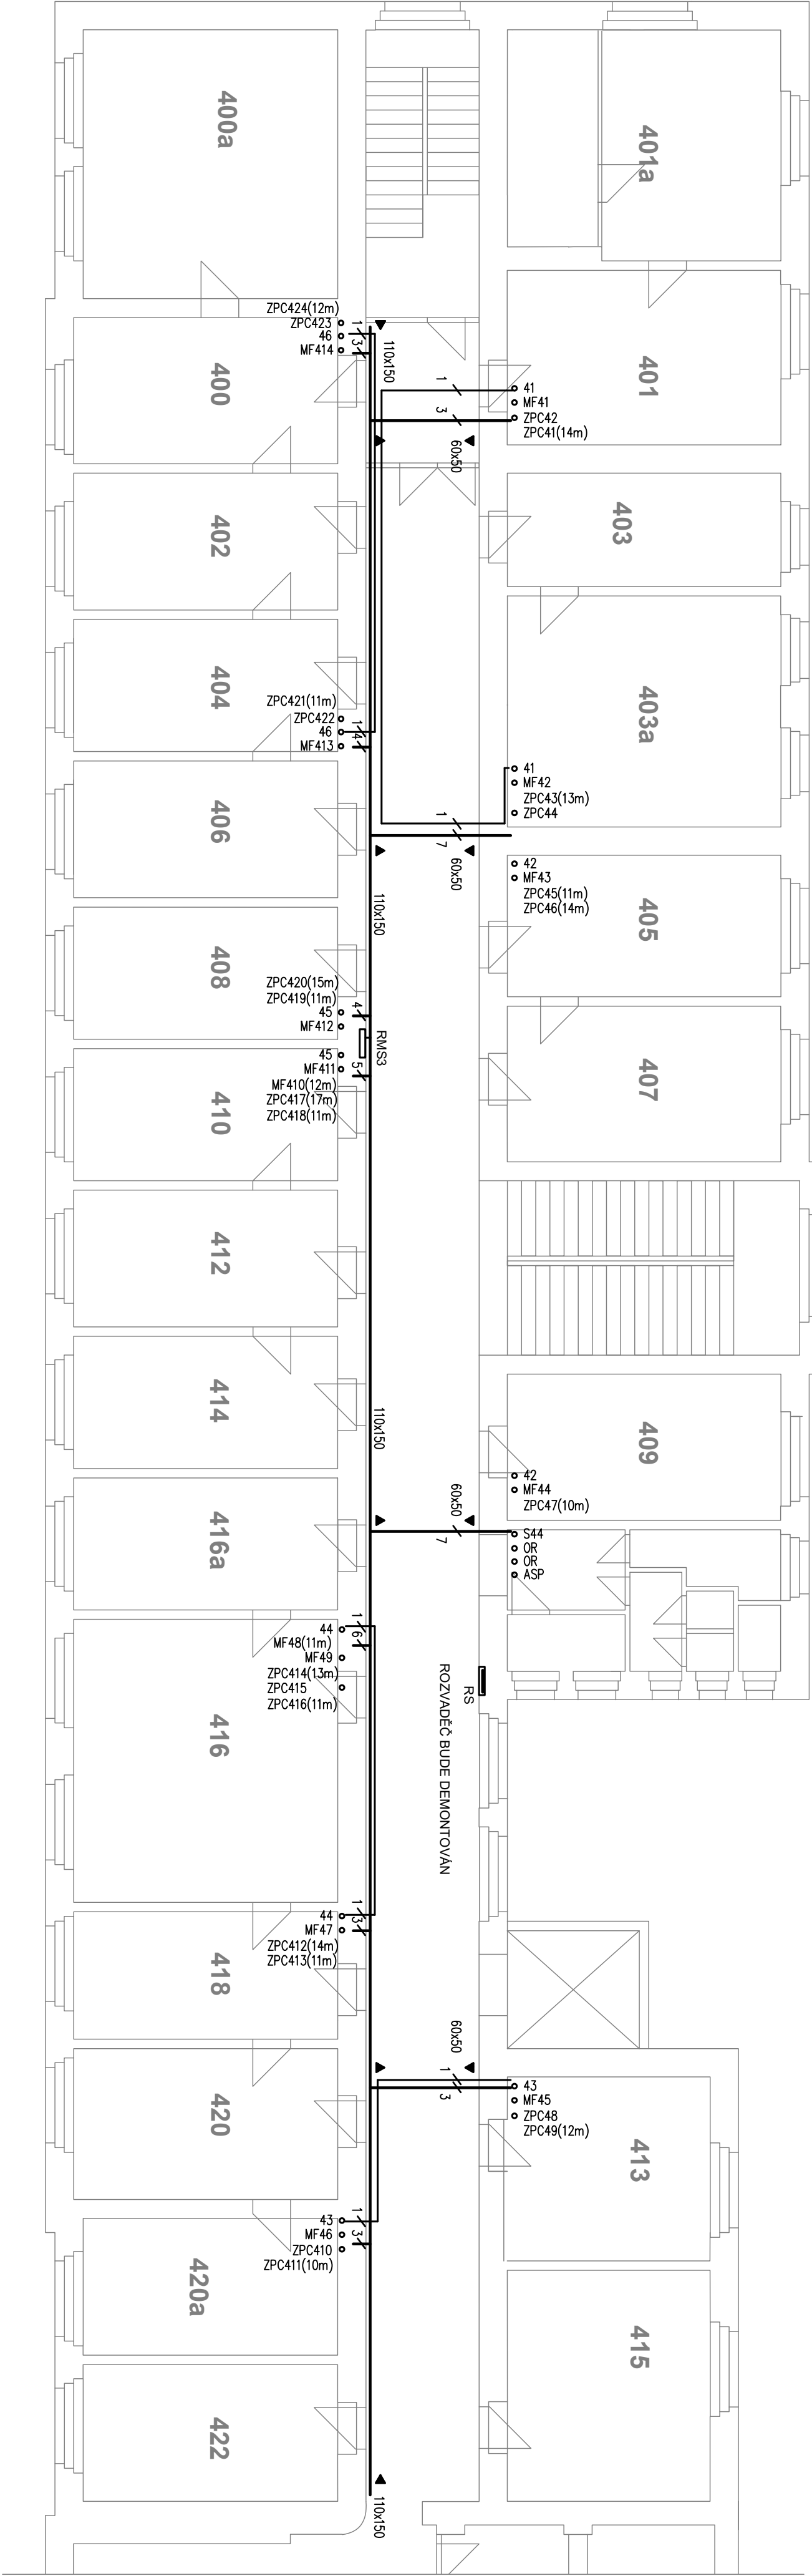 400a
401a
ZPC424(12m)
ZPC423
46
MF414
1
3
110x150
400
401
1
3
41
MF41
ZPC42
ZPC41(14m)
60x50
402
403
404
403a
ZPC421(11m)
ZPC422
46
MF413
1
4
41
MF42
ZPC43(13m)
ZPC44
1
7
60x50
406
42
MF43
ZPC45(11m)
ZPC46(14m)
405
110x150
408
ZPC420(15m)
ZPC419(11m)
45
MF412
4
RMS3
45
MF411
5
MF410(12m)
ZPC417(17m)
ZPC418(11m)
410
407
412
414
110x150
409
42
MF44
ZPC47(10m)
60x50
7
S44
OR
OR
ASP
416a
44
MF48(11m)
MF49
ZPC414(13m)
ZPC415
ZPC416(11m)
1
6
RS
ROZVADĚČ BUDE DEMONTOVÁN
416
44
MF47
ZPC412(14m)
ZPC413(11m)
1
3
418
60x50
1
3
43
MF45
ZPC48
ZPC49(12m)
420
413
43
MF46
ZPC410
ZPC411(10m)
1
3
420a
415
422
110x150